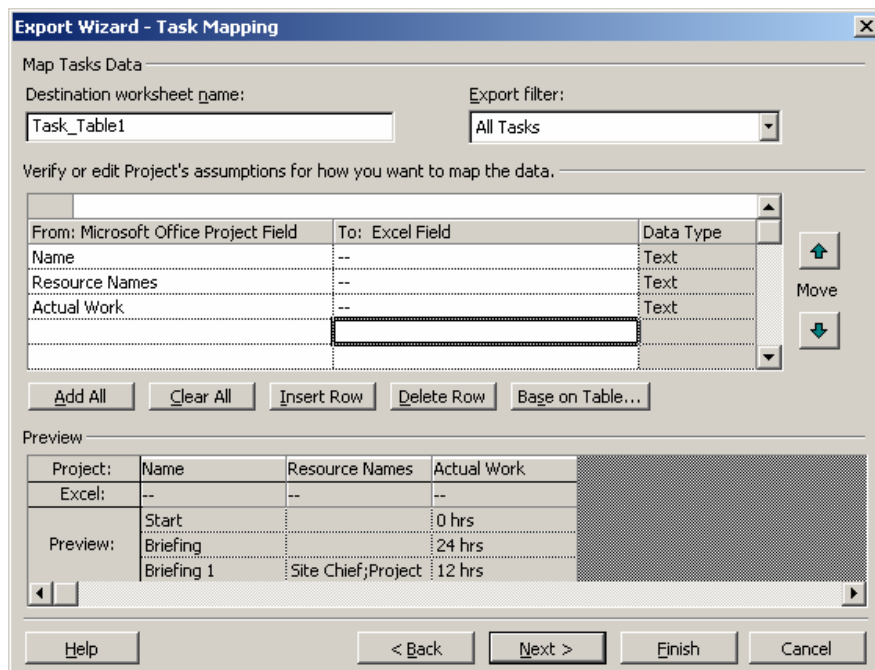 Export Wizard - Task Mapping
Map Tasks Data
Destination worksheet name: Export filter:
Task_Table1 All Tasks
Verify or edit Project's assumptions for how you want to map the data.
From: Microsoft Office Project Field To: Excel Field Data Type
Name -- Text
Resource Names -- Text
Actual Work -- Text
Move
Add All Clear All Insert Row Delete Row Base on Table...
Preview
Project: Name Resource Names Actual Work
Excel: -- -- --
Preview: Start 0 hrs
Briefing 24 hrs
Briefing 1 Site Chief;Project 12 hrs
Help < Back Next > Finish Cancel